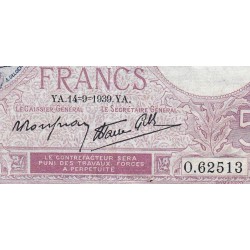 FRANCS
YA.14=9=1939.YA.
LE CAISSIER GÉNÉRAL LE SECRÉTAIRE GÉNÉRAL
LE CONTREFACTEUR SERA
PUNI DES TRAVAUX FORCÉS
A PERPÉTUITÉ
O.62513
5